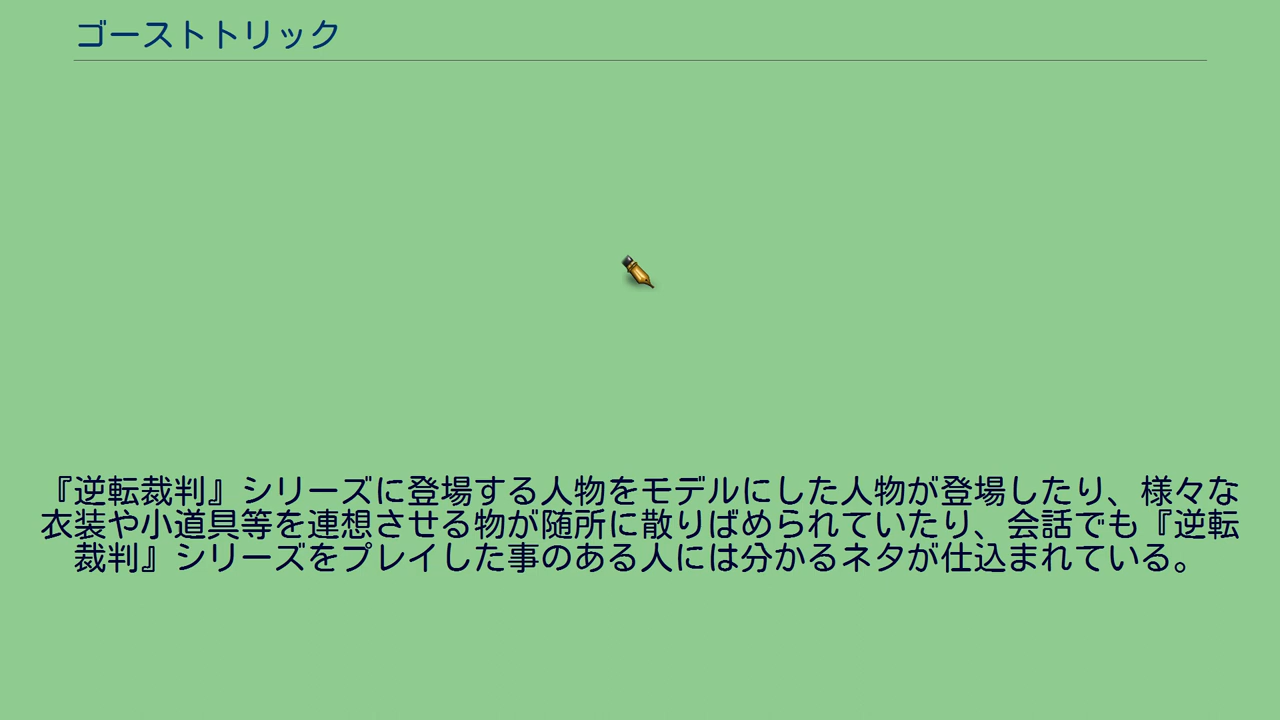 ゴーストトリック
『逆転裁判』シリーズに登場する人物をモデルにした人物が登場したり、様々な
衣装や小道具等を連想させる物が随所に散りばめられていたり、会話でも『逆転
裁判』シリーズをプレイした事のある人には分かるネタが仕込まれている。